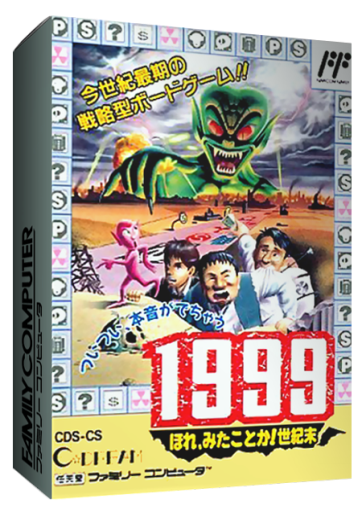 今世紀最期の
戦略型ボードゲーム!!
ついつい、本音がでちゃう
1999
ほれ、みたことか!世紀末
CDS-CS
任天堂 ファミリー コンピュータ™
FAMILY COMPUTER
ファミリー コンピュータ